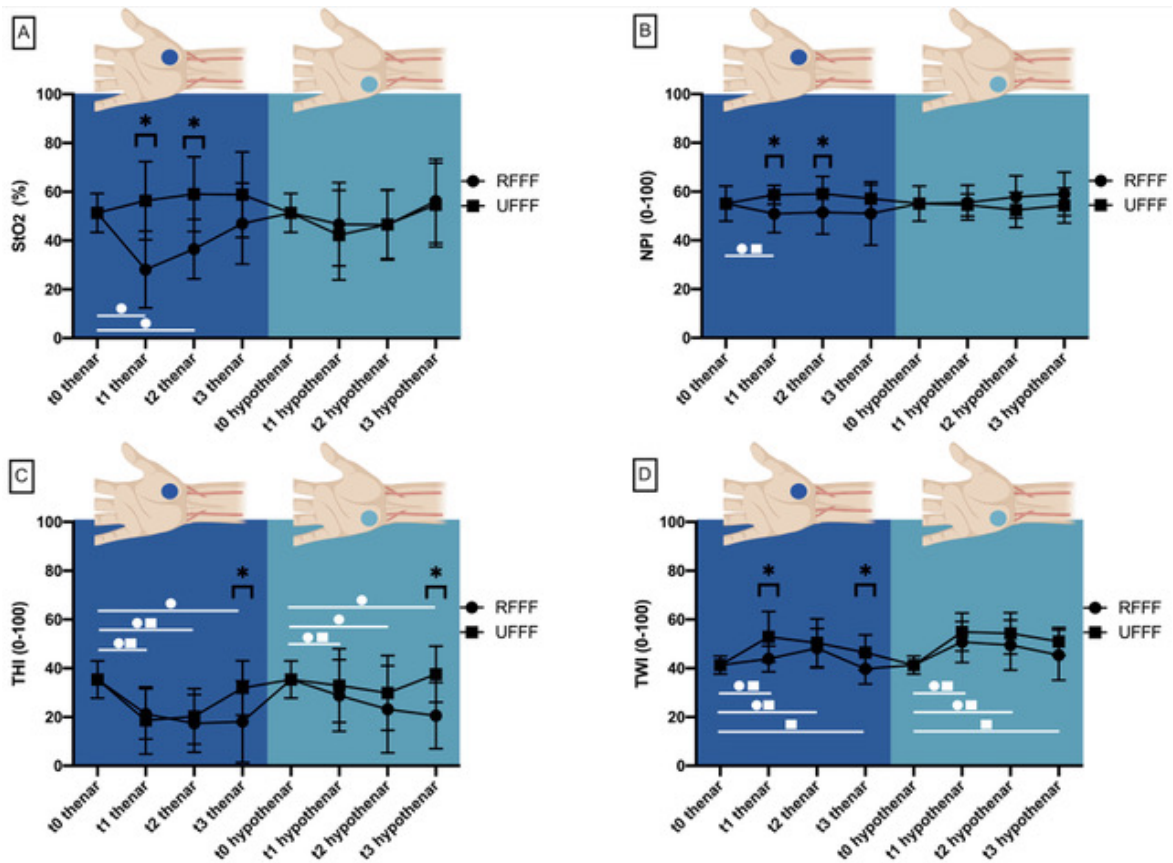 A
StO2 (%)
100
80
60
40
20
0
* *
RFFF
UFFF
t0 thenar
t1 thenar
t2 thenar
t3 thenar
t0 hypothenar
t1 hypothenar
t2 hypothenar
t3 hypothenar
B
NPI (0-100)
100
80
60
40
20
0
* *
RFFF
UFFF
t0 thenar
t1 thenar
t2 thenar
t3 thenar
t0 hypothenar
t1 hypothenar
t2 hypothenar
t3 hypothenar
C
THI (0-100)
100
80
60
40
20
0
* *
RFFF
UFFF
t0 thenar
t1 thenar
t2 thenar
t3 thenar
t0 hypothenar
t1 hypothenar
t2 hypothenar
t3 hypothenar
D
TWI (0-100)
100
80
60
40
20
0
* *
RFFF
UFFF
t0 thenar
t1 thenar
t2 thenar
t3 thenar
t0 hypothenar
t1 hypothenar
t2 hypothenar
t3 hypothenar